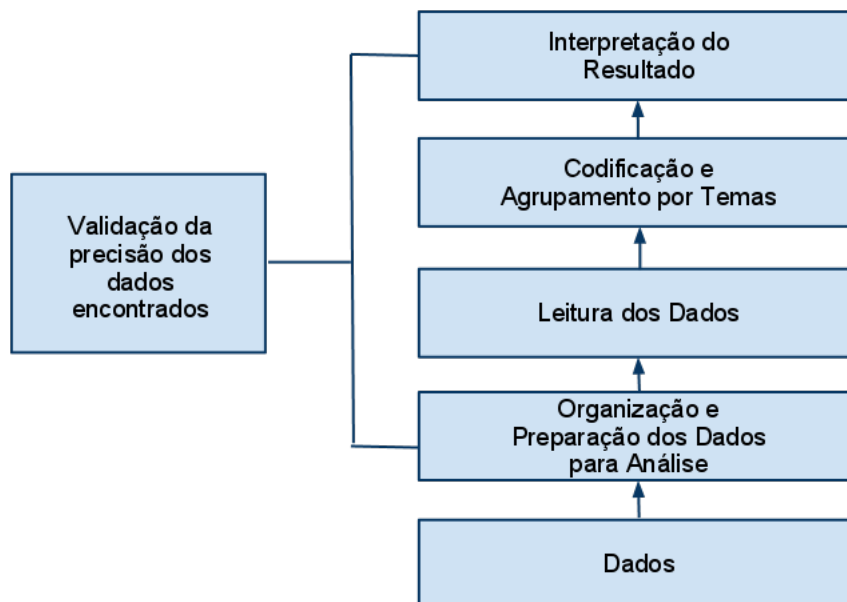 Interpretação do
Resultado
Codificação e
Agrupamento por Temas
Validação da
precisão dos
dados
encontrados
Leitura dos Dados
Organização e
Preparação dos Dados
para Análise
Dados